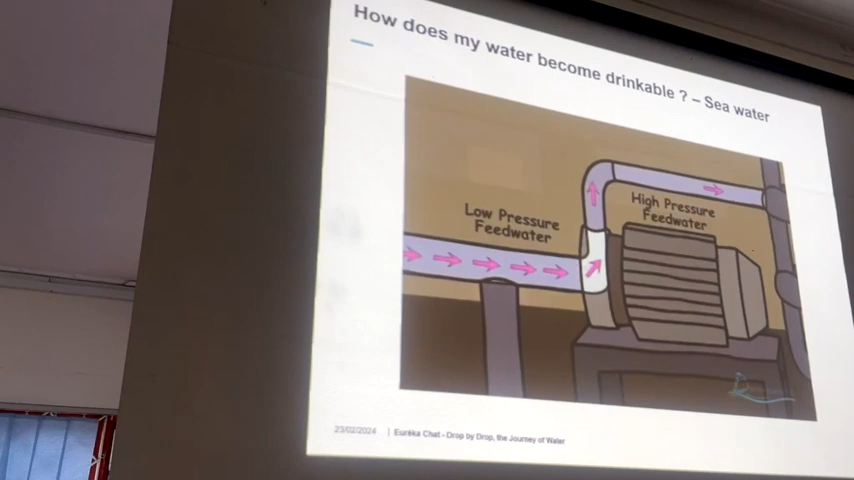 How does my water become drinkable ? – Sea water
Low Pressure
Feedwater
High Pressure
Feedwater
23/02/2024 | Eurêka Chat - Drop by Drop, the Journey of Water